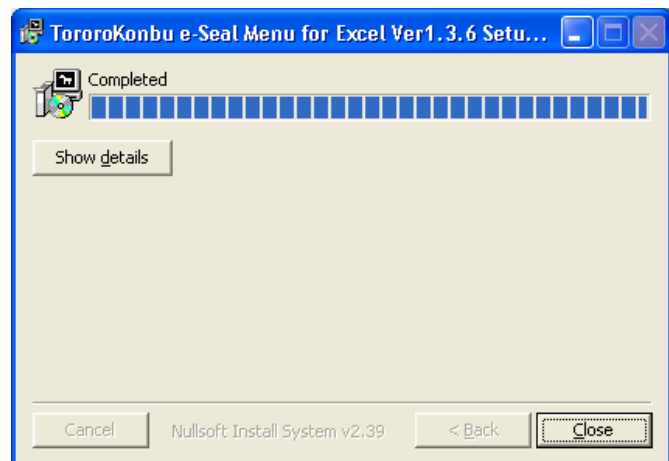 TororoKonbu e-Seal Menu for Excel Ver1.3.6 Setu...
Completed
Show details
Cancel
Nullsoft Install System v2.39
< Back
Close